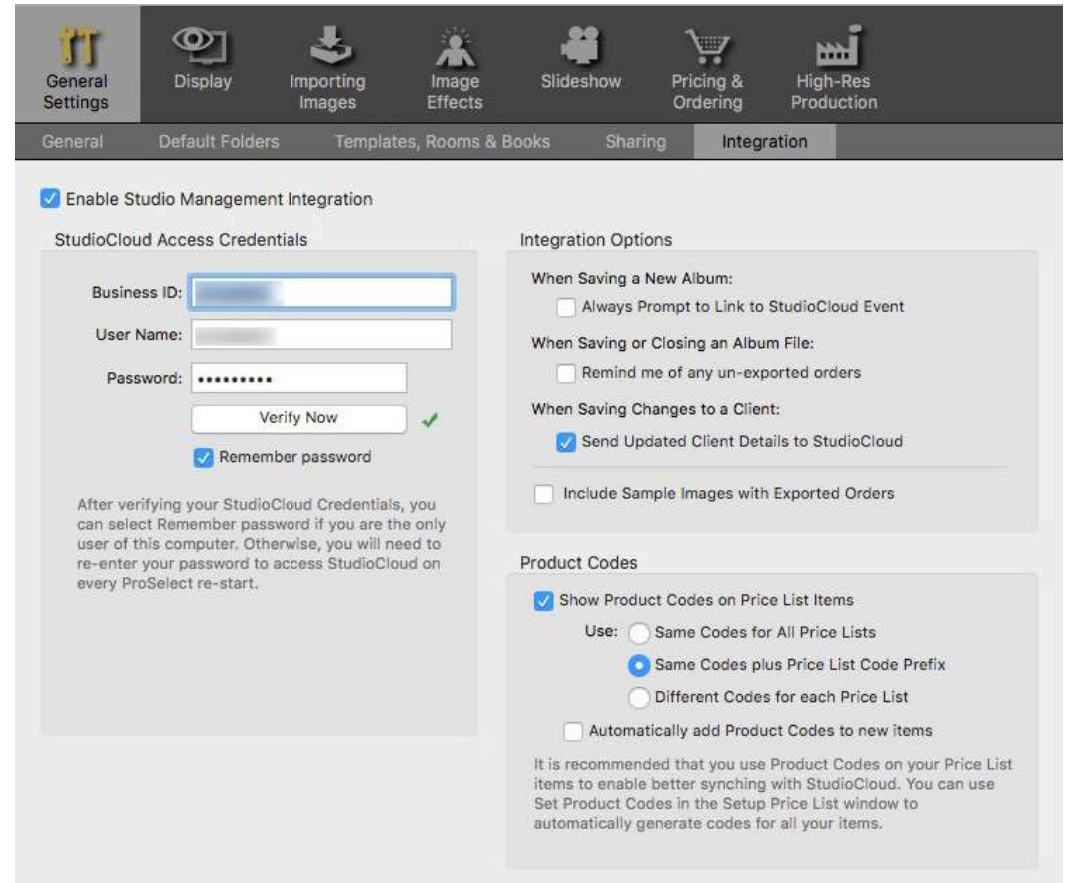 General Settings
Display
Importing Images
Image Effects
Slideshow
Pricing & Ordering
High-Res Production
General
Default Folders
Templates, Rooms & Books
Sharing
Integration
Enable Studio Management Integration
StudioCloud Access Credentials
Business ID:
User Name:
Password: •••••••••
Verify Now
Remember password
After verifying your StudioCloud Credentials, you
can select Remember password if you are the only
user of this computer. Otherwise, you will need to
re-enter your password to access StudioCloud on
every ProSelect re-start.
Integration Options
When Saving a New Album:
Always Prompt to Link to StudioCloud Event
When Saving or Closing an Album File:
Remind me of any un-exported orders
When Saving Changes to a Client:
Send Updated Client Details to StudioCloud
Include Sample Images with Exported Orders
Product Codes
Show Product Codes on Price List Items
Use: Same Codes for All Price Lists
Same Codes plus Price List Code Prefix
Different Codes for each Price List
Automatically add Product Codes to new items
It is recommended that you use Product Codes on your Price List
items to enable better synching with StudioCloud. You can use
Set Product Codes in the Setup Price List window to
automatically generate codes for all your items.